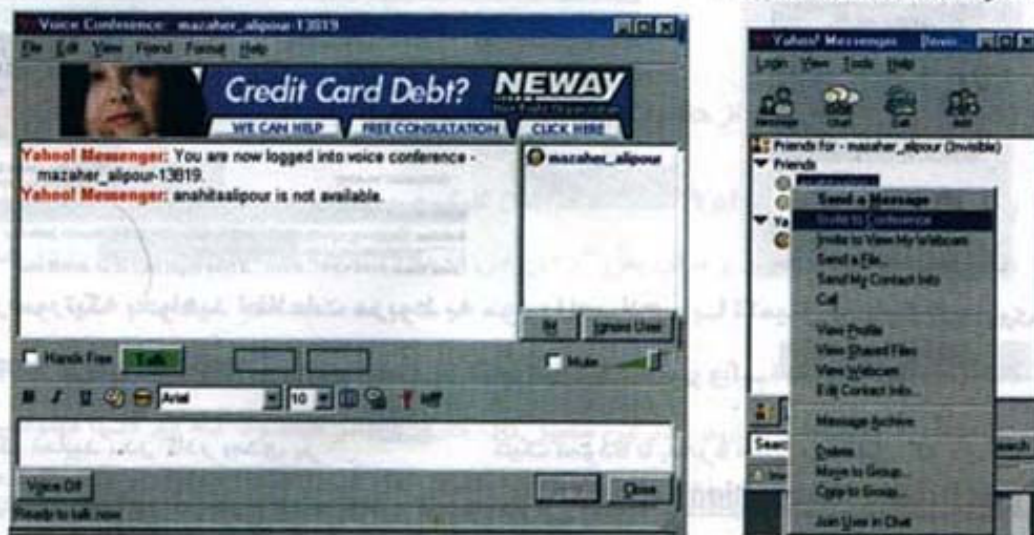 Voice Conference: mazaher_alipour-13819
File Edit View Friend Format Help
Credit Card Debt? NEWAY
WE CAN HELP FREE CONSULTATION CLICK HERE
Yahoo! Messenger: You are now logged into voice conference -
mazaher_alipour-13819.
Yahoo! Messenger: anahitaalipour is not available.
mazaher_alipour
IM Ignore User
Hands Free Talk Mute
B I U Arial 10
Voice Off Close
Ready to talk now
Yahoo! Messenger
Login View Tools Help
Message Chat Call Add
Friends for - mazaher_alipour (Invisible)
Friends
Send a Message
Invite to Conference
Invite to View My Webcam
Send a File...
Send My Contact Info
Call
View Profile
View Shared Files
View Webcam
Edit Contact Info...
Message Archive
Delete
Move to Group...
Copy to Group...
Join User in Chat